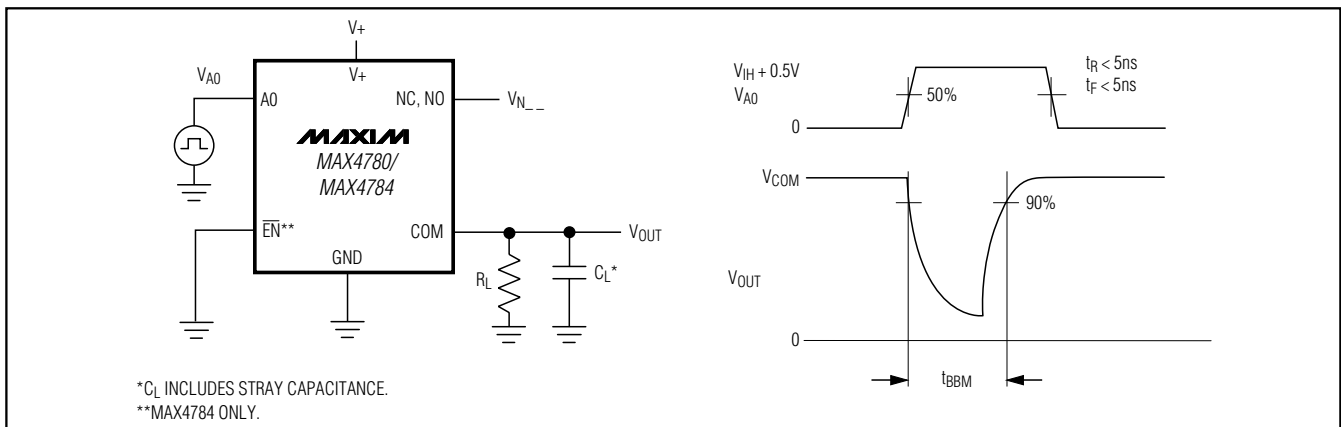 V+
V+
VA0
A0
NC, NO
VN_ _
MAXIM
MAX4780/
MAX4784
EN**
COM
VOUT
GND
RL
CL*
*CL INCLUDES STRAY CAPACITANCE.
**MAX4784 ONLY.
VIH + 0.5V
VA0
0
50%
tR < 5ns
tF < 5ns
VCOM
90%
VOUT
0
tBBM